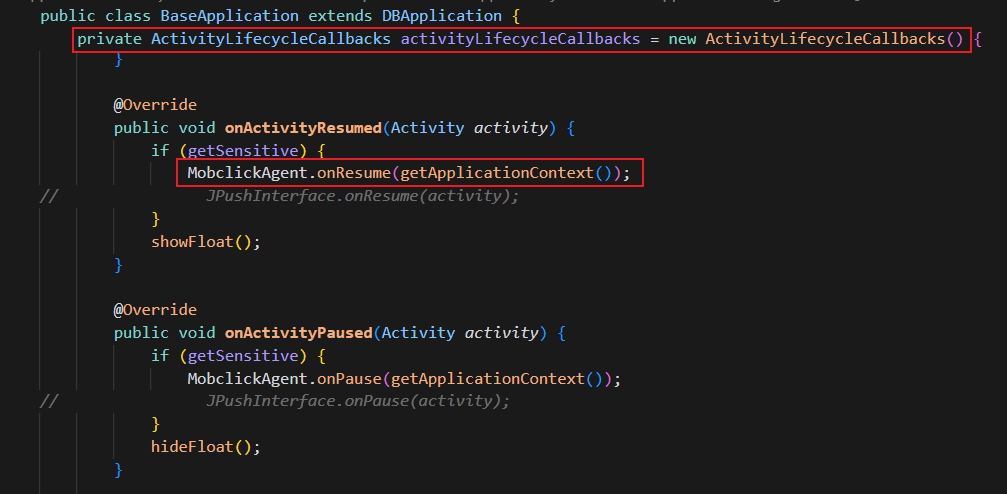 public class BaseApplication extends DBApplication {
    private ActivityLifecycleCallbacks activityLifecycleCallbacks = new ActivityLifecycleCallbacks() {
        }

        @Override
        public void onActivityResumed(Activity activity) {
            if (getSensitive) {
                MobclickAgent.onResume(getApplicationContext());
//                JPushInterface.onResume(activity);
            }
            showFloat();
        }

        @Override
        public void onActivityPaused(Activity activity) {
            if (getSensitive) {
                MobclickAgent.onPause(getApplicationContext());
//                JPushInterface.onPause(activity);
            }
            hideFloat();
        }